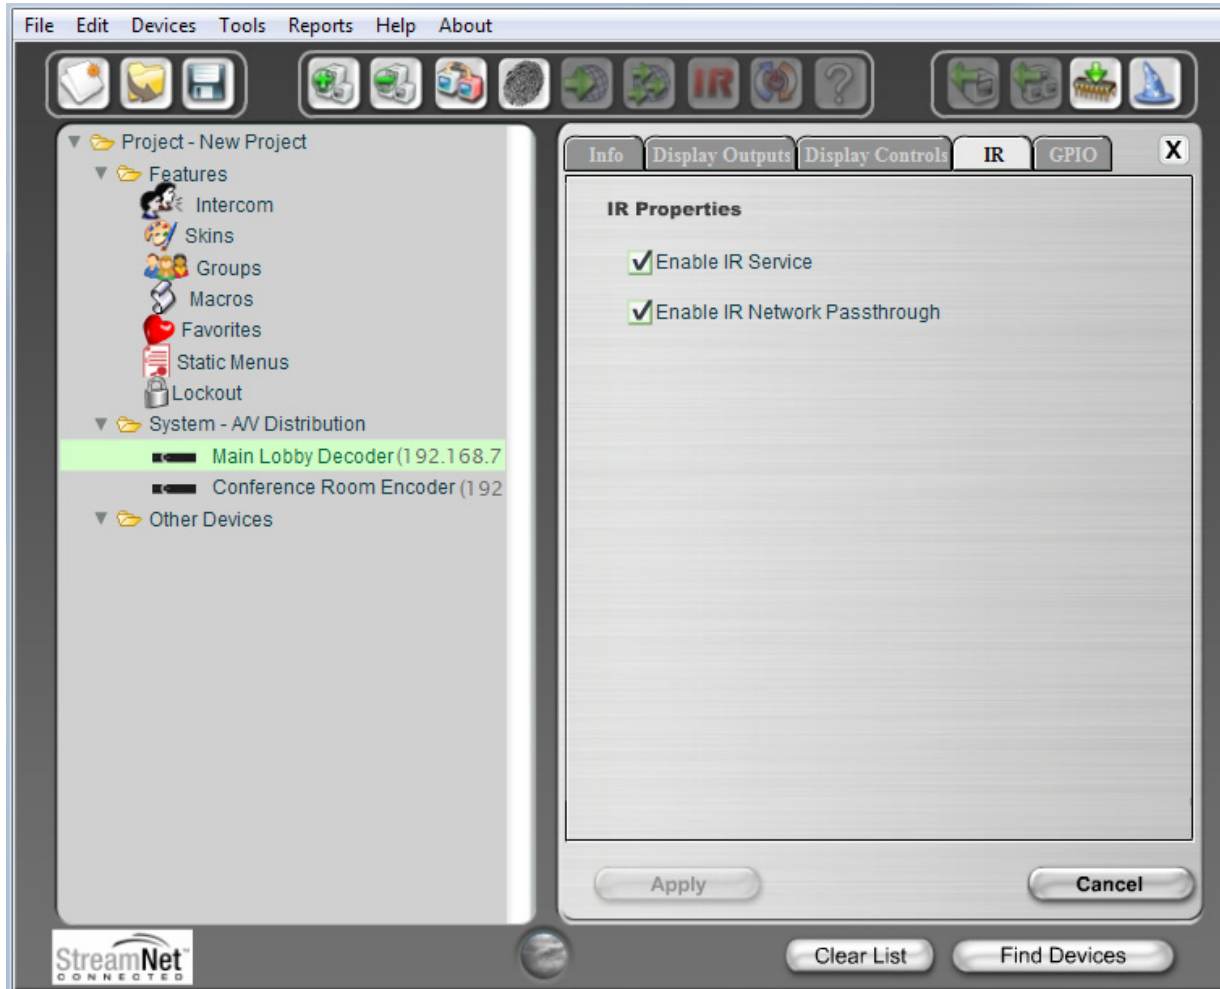 File Edit Devices Tools Reports Help About
IR ?
Project - New Project
Features
Intercom
Skins
Groups
Macros
Favorites
Static Menus
Lockout
System - A/V Distribution
Main Lobby Decoder (192.168.7
Conference Room Encoder (192
Other Devices
Info Display Outputs Display Controls IR GPIO X
IR Properties
Enable IR Service
Enable IR Network Passthrough
Apply Cancel
StreamNet™
CONNECTED
Clear List Find Devices